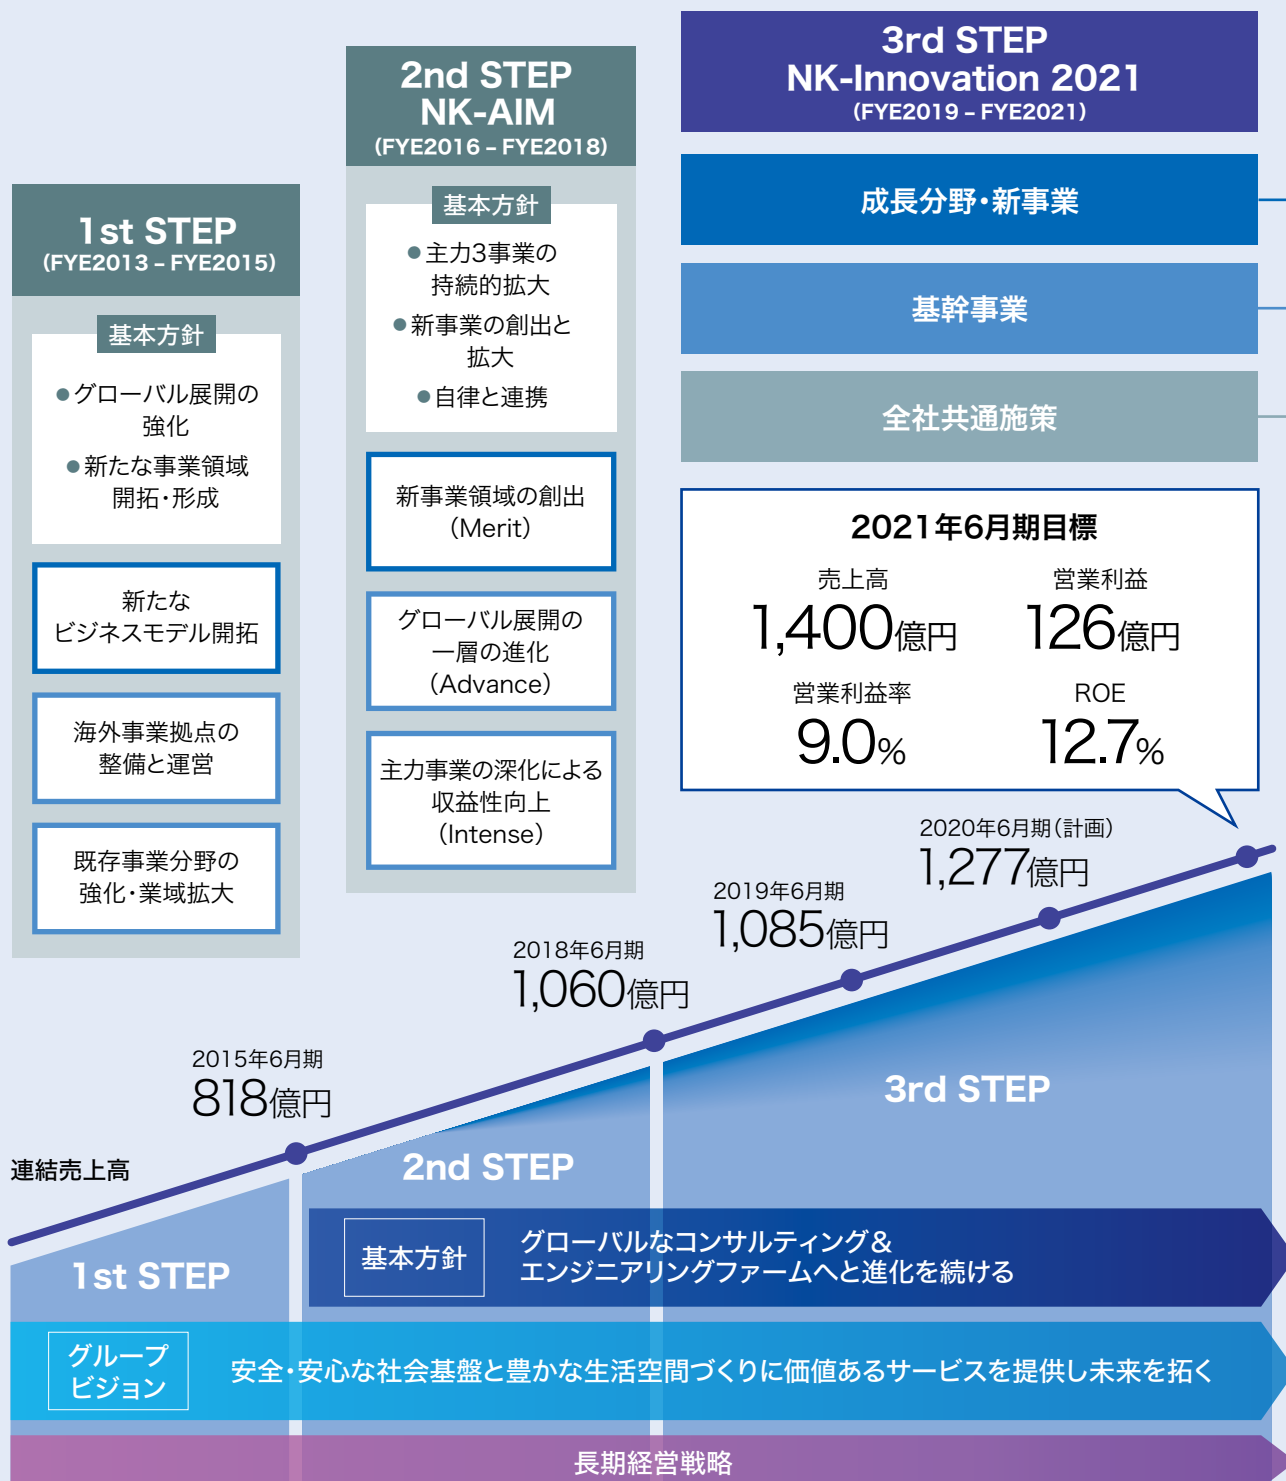 1st STEP
(FYE2013 – FYE2015)
基本方針
●グローバル展開の
強化
●新たな事業領域
開拓・形成
新たな
ビジネスモデル開拓
海外事業拠点の
整備と運営
既存事業分野の
強化・業域拡大
2nd STEP
NK-AIM
(FYE2016 – FYE2018)
基本方針
●主力3事業の
持続的拡大
●新事業の創出と
拡大
●自律と連携
新事業領域の創出
(Merit)
グローバル展開の
一層の進化
(Advance)
主力事業の深化による
収益性向上
(Intense)
3rd STEP
NK-Innovation 2021
(FYE2019 – FYE2021)
成長分野・新事業
基幹事業
全社共通施策
2021年6月期目標
売上高
1,400億円
営業利益
126億円
営業利益率
9.0%
ROE
12.7%
2020年6月期(計画)
1,277億円
2019年6月期
1,085億円
2018年6月期
1,060億円
2015年6月期
818億円
連結売上高
1st STEP
2nd STEP
3rd STEP
基本方針
グローバルなコンサルティング&
エンジニアリングファームへと進化を続ける
グループ
ビジョン
安全・安心な社会基盤と豊かな生活空間づくりに価値あるサービスを提供し未来を拓く
長期経営戦略